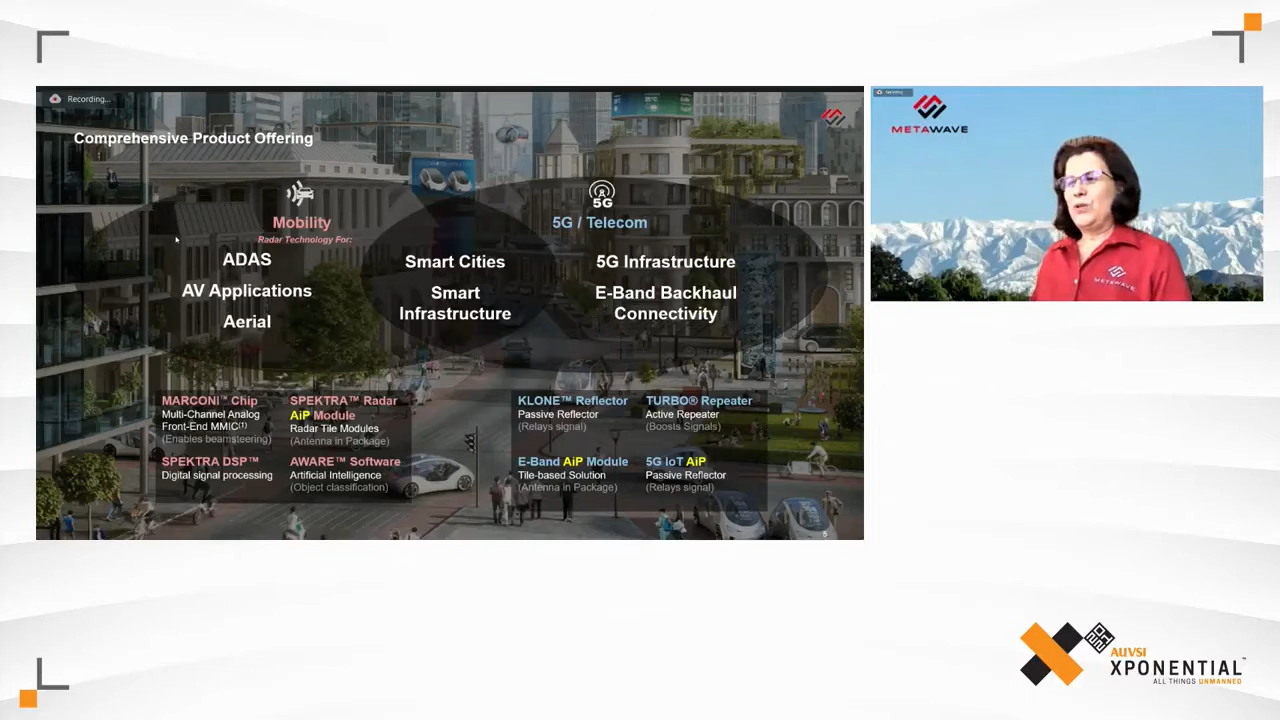 Recording...
Comprehensive Product Offering
5G
Mobility
Radar Technology For:
ADAS
AV Applications
Aerial
Smart Cities
Smart
Infrastructure
5G / Telecom
5G Infrastructure
E-Band Backhaul
Connectivity
MARCONI™ Chip
Multi-Channel Analog
Front-End MMIC(1)
(Enables beamsteering)
SPEKTRA™ Radar
AiP Module
Radar Tile Modules
(Antenna in Package)
SPEKTRA DSP™
Digital signal processing
AWARE™ Software
Artificial Intelligence
(Object classification)
KLONE™ Reflector
Passive Reflector
(Relays signal)
TURBO® Repeater
Active Repeater
(Boosts Signals)
E-Band AiP Module
Tile-based Solution
(Antenna in Package)
5G IoT AiP
Passive Reflector
(Relays signal)
METAWAVE
METAWAVE
AUVSI
XPONENTIAL™
ALL THINGS UNMANNED